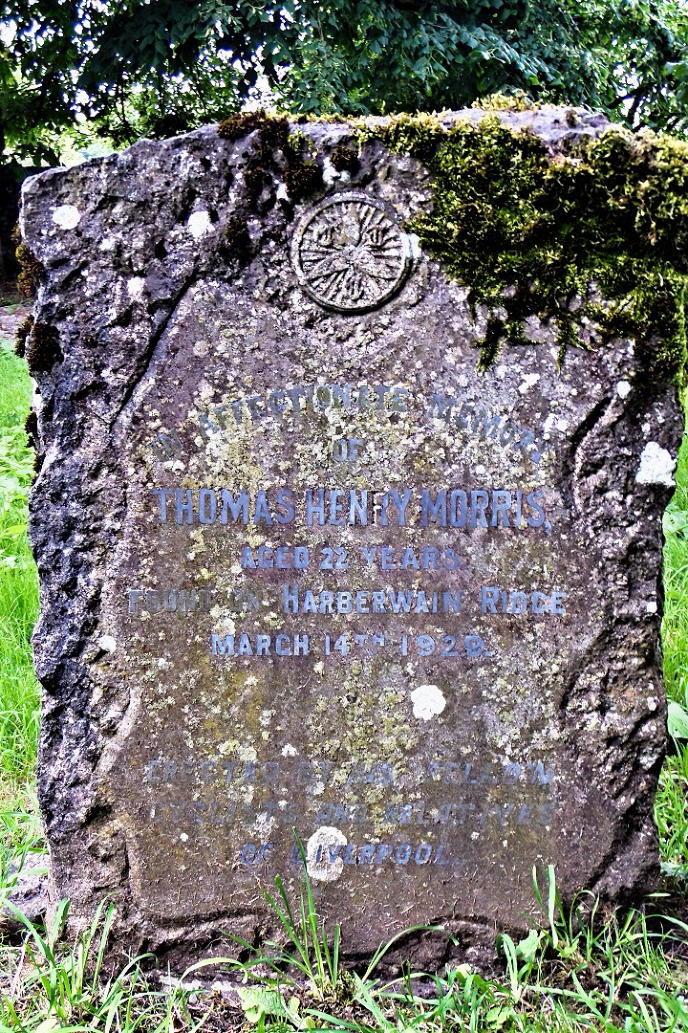 IN AFFECTIONATE MEMORY
OF
THOMAS HENRY MORRIS,
AGED 22 YEARS.
FOUND ON HARBERWAIN RIDGE
MARCH 14TH 1929.
ERECTED BY HIS FELLOW
CYCLISTS AND RELATIVES
OF LIVERPOOL.